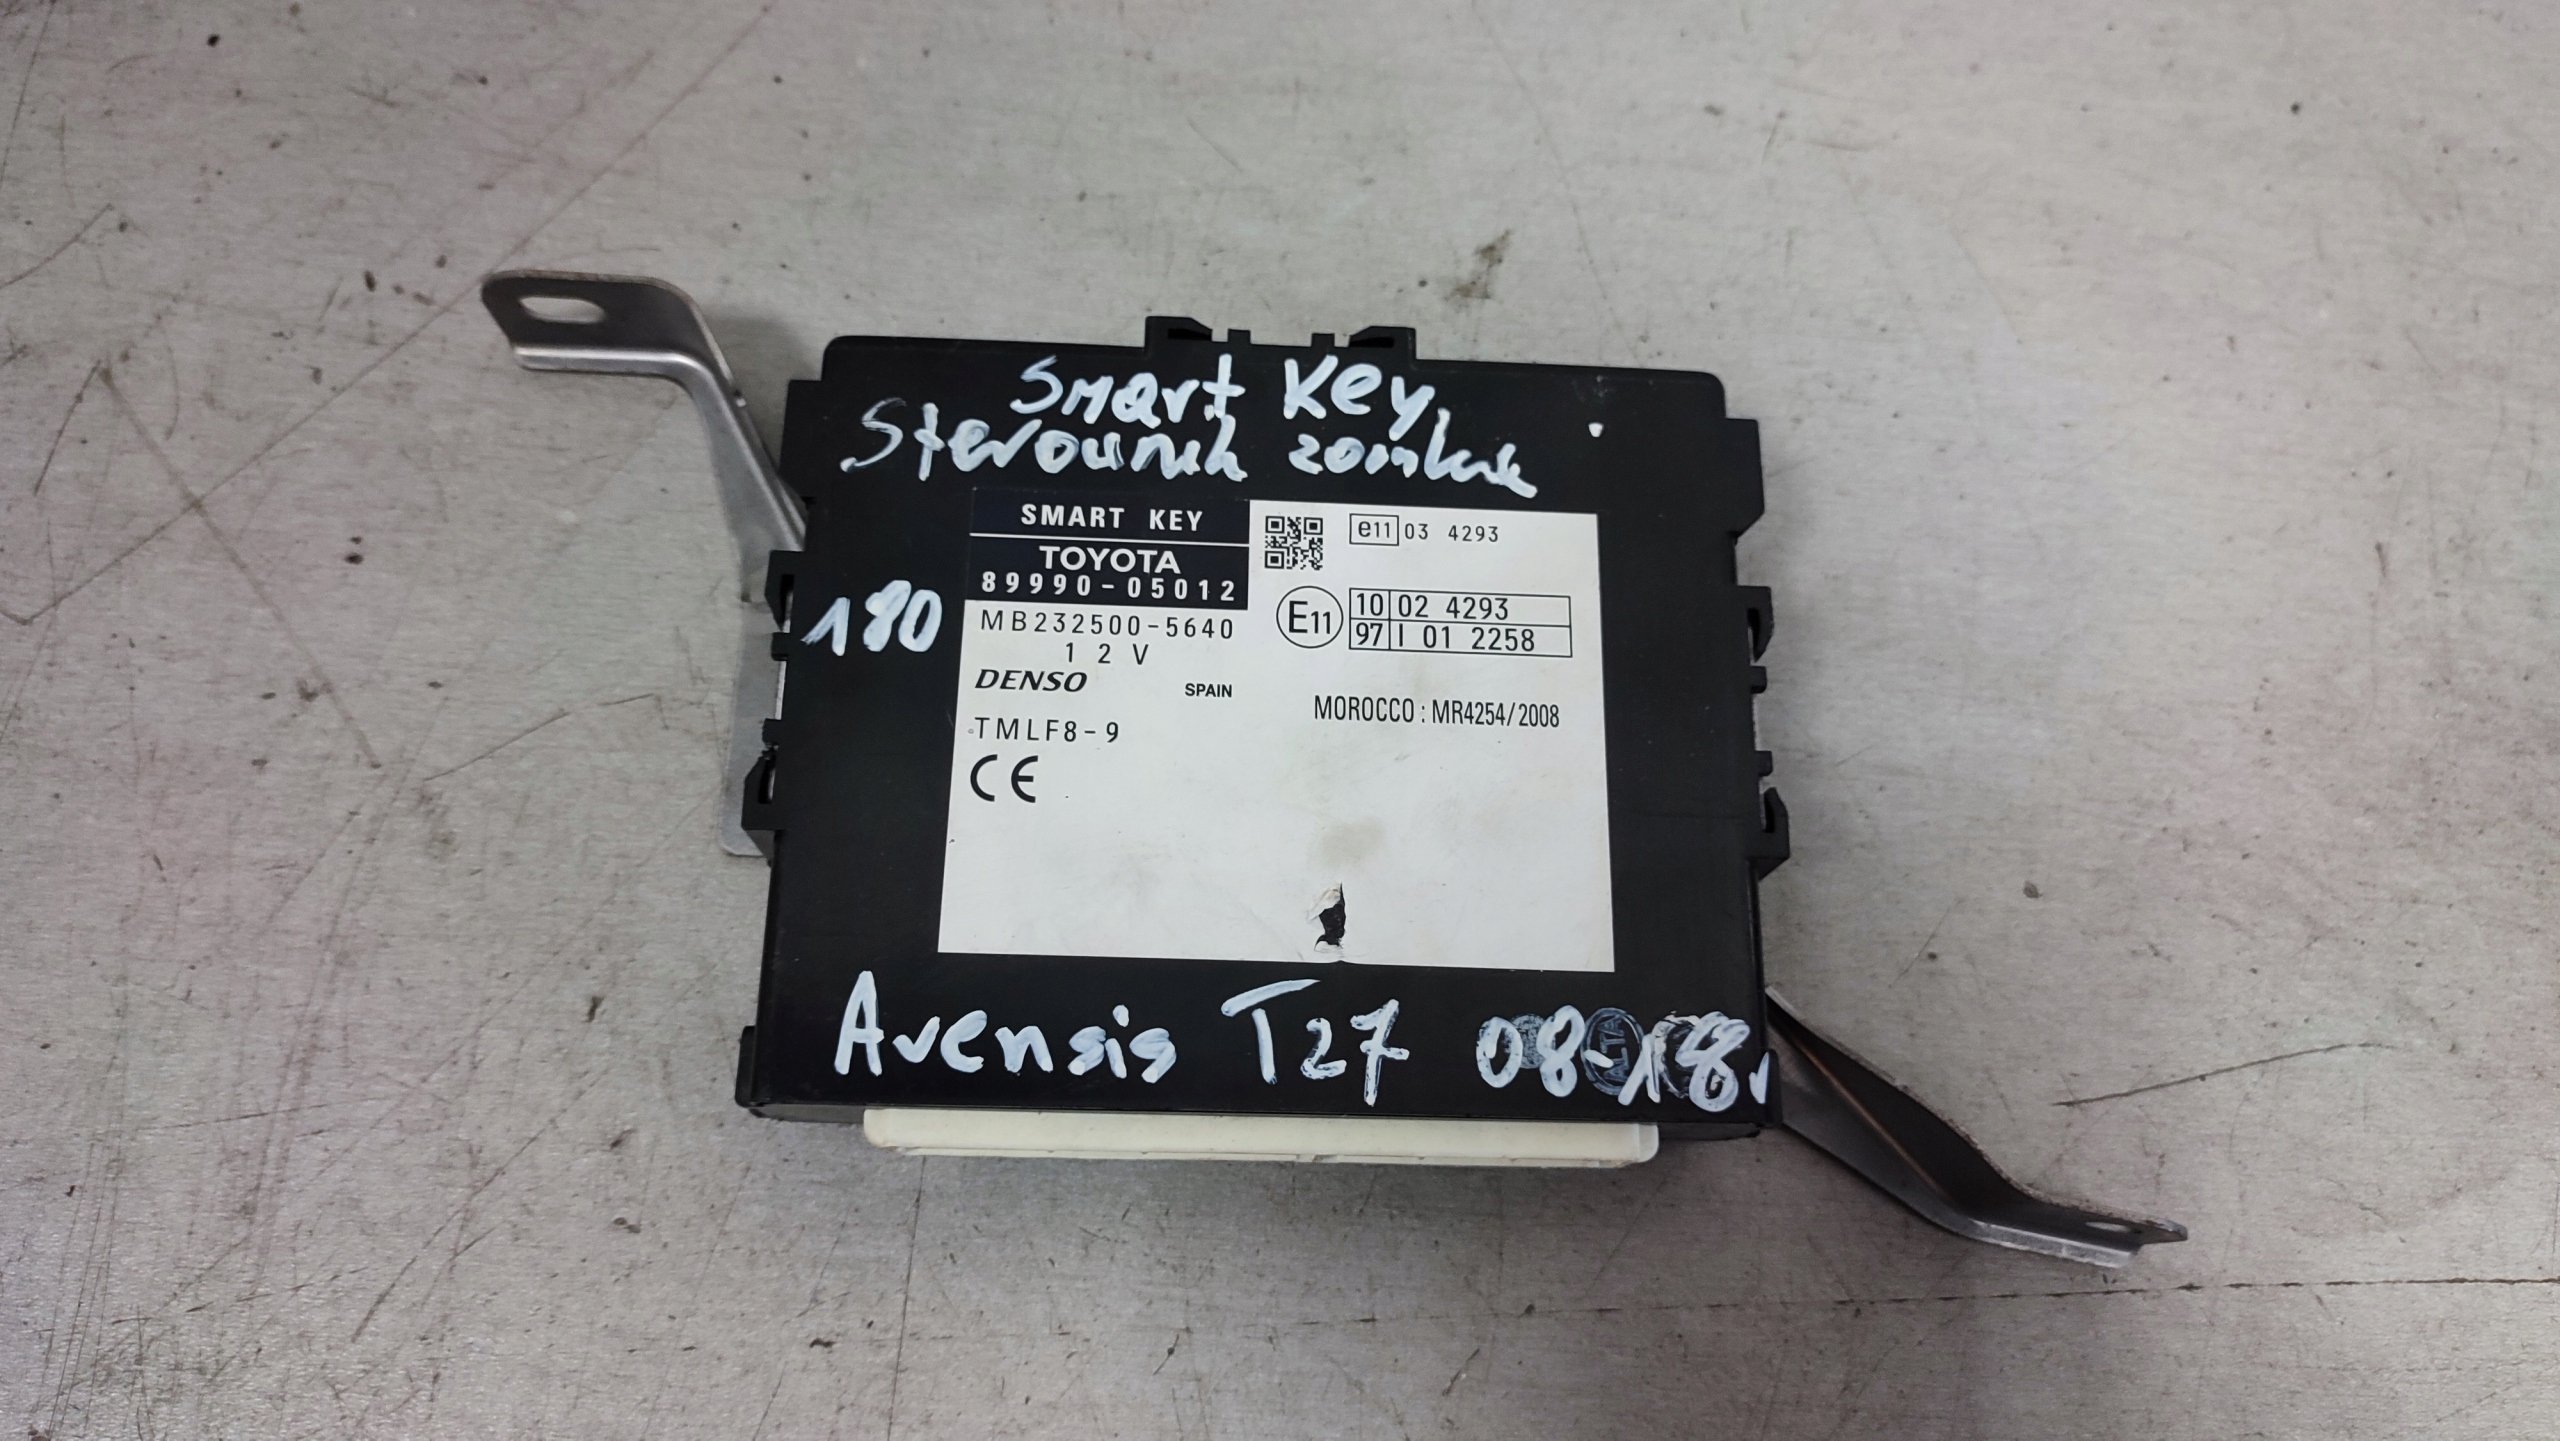 Smart Key
Sterownik zamka
SMART KEY
TOYOTA
89990-05012
MB232500-5640
12V
DENSO SPAIN
TMLF8-9
CE
e11 03 4293
E11
10 02 4293
97 I 01 2258
MOROCCO : MR4254/2008
180
Avensis T27 08-18r
ALTA